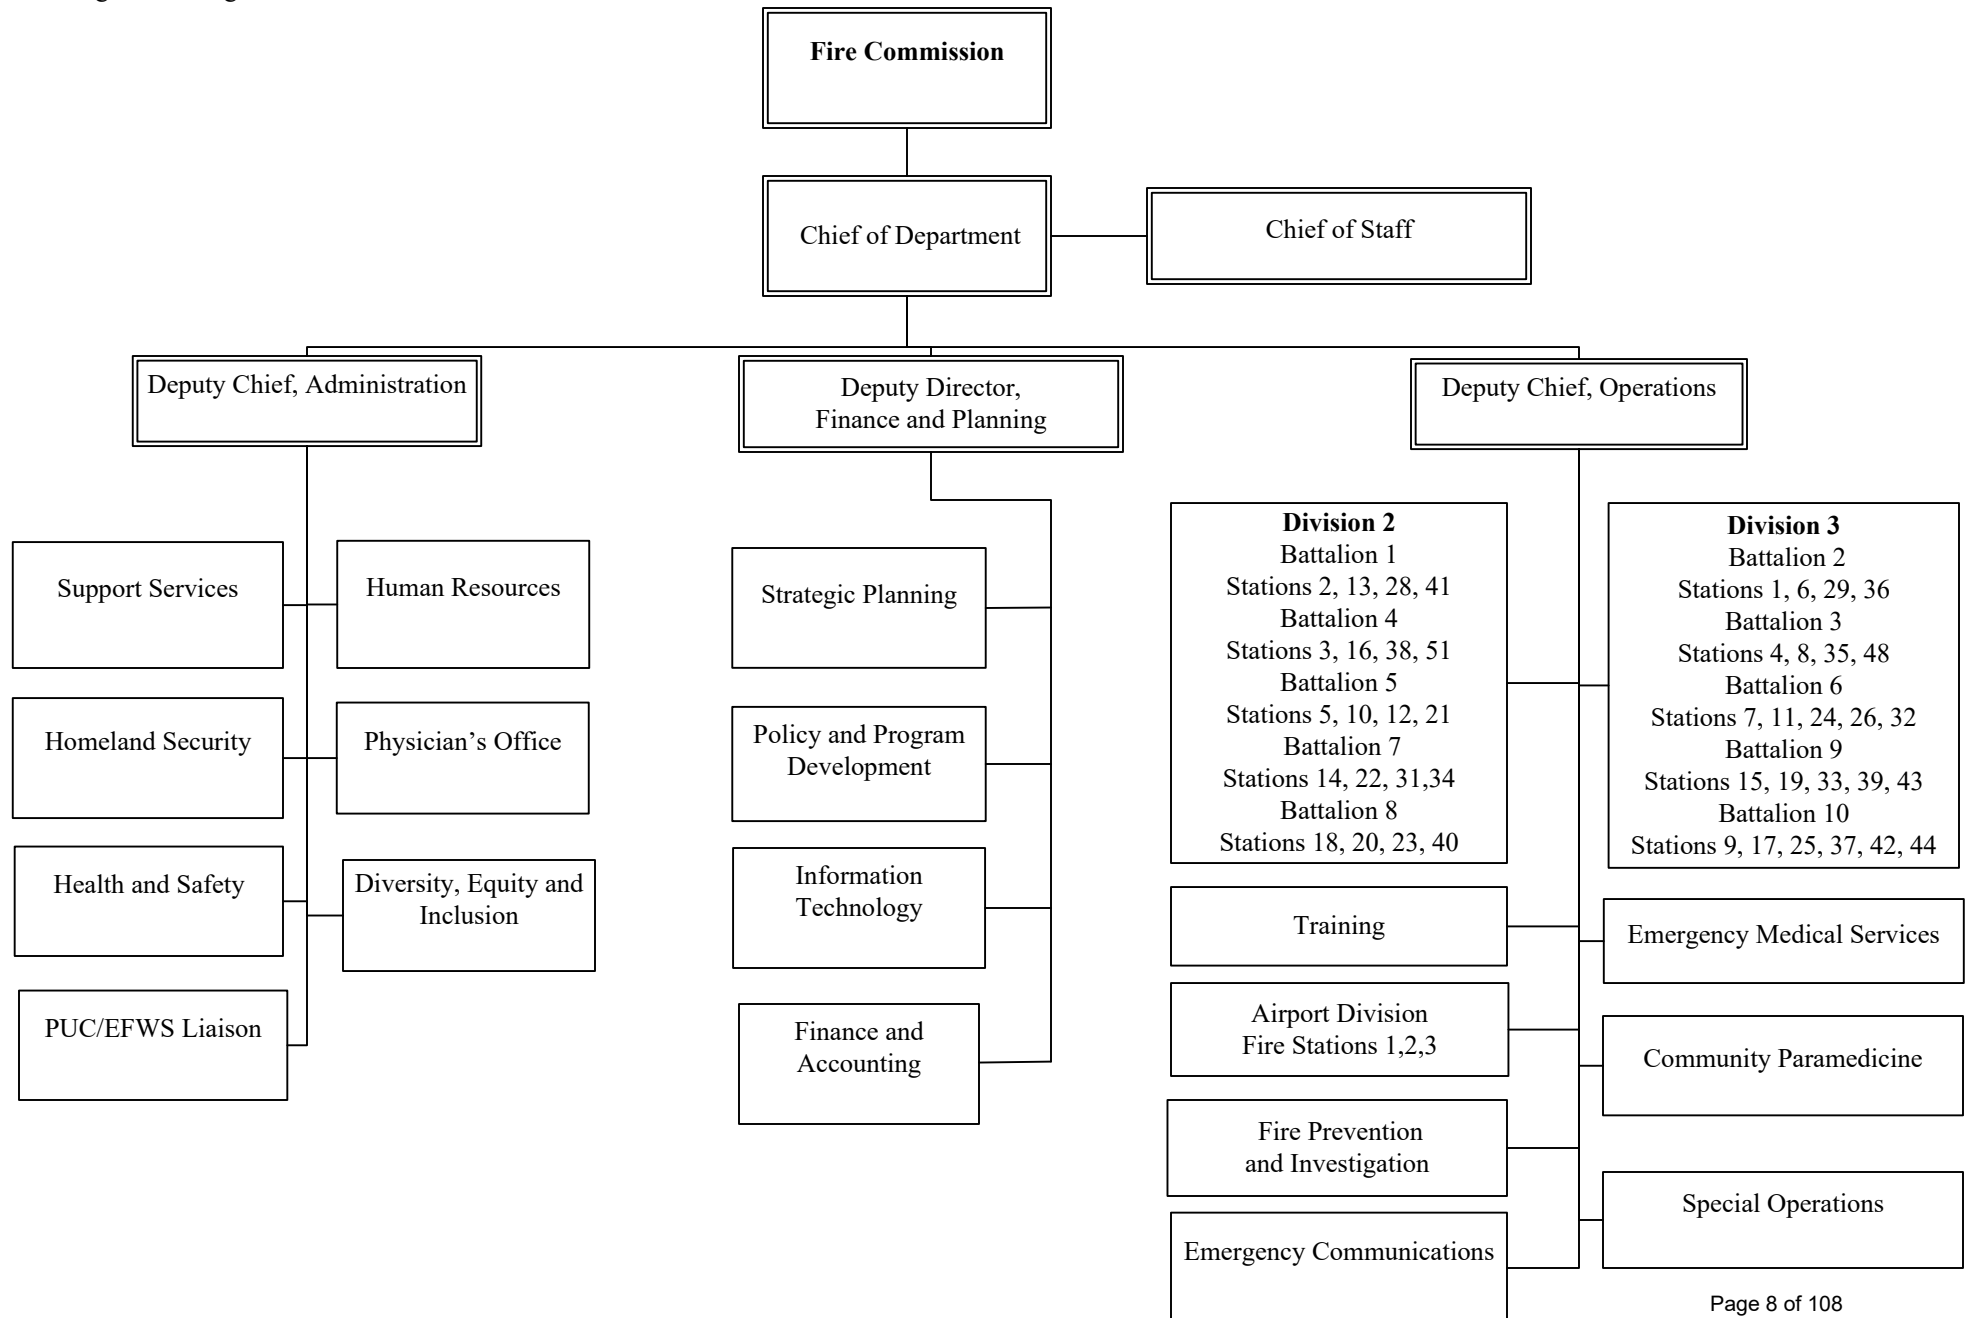 Fire Commission
Chief of Department
Chief of Staff
Deputy Chief, Administration
Deputy Director,
Finance and Planning
Deputy Chief, Operations
Support Services
Human Resources
Homeland Security
Physician’s Office
Health and Safety
Diversity, Equity and
Inclusion
PUC/EFWS Liaison
Strategic Planning
Policy and Program
Development
Information
Technology
Finance and
Accounting
Division 2
Battalion 1
Stations 2, 13, 28, 41
Battalion 4
Stations 3, 16, 38, 51
Battalion 5
Stations 5, 10, 12, 21
Battalion 7
Stations 14, 22, 31,34
Battalion 8
Stations 18, 20, 23, 40
Division 3
Battalion 2
Stations 1, 6, 29, 36
Battalion 3
Stations 4, 8, 35, 48
Battalion 6
Stations 7, 11, 24, 26, 32
Battalion 9
Stations 15, 19, 33, 39, 43
Battalion 10
Stations 9, 17, 25, 37, 42, 44
Training
Emergency Medical Services
Airport Division
Fire Stations 1,2,3
Community Paramedicine
Fire Prevention
and Investigation
Special Operations
Emergency Communications
Page 8 of 108